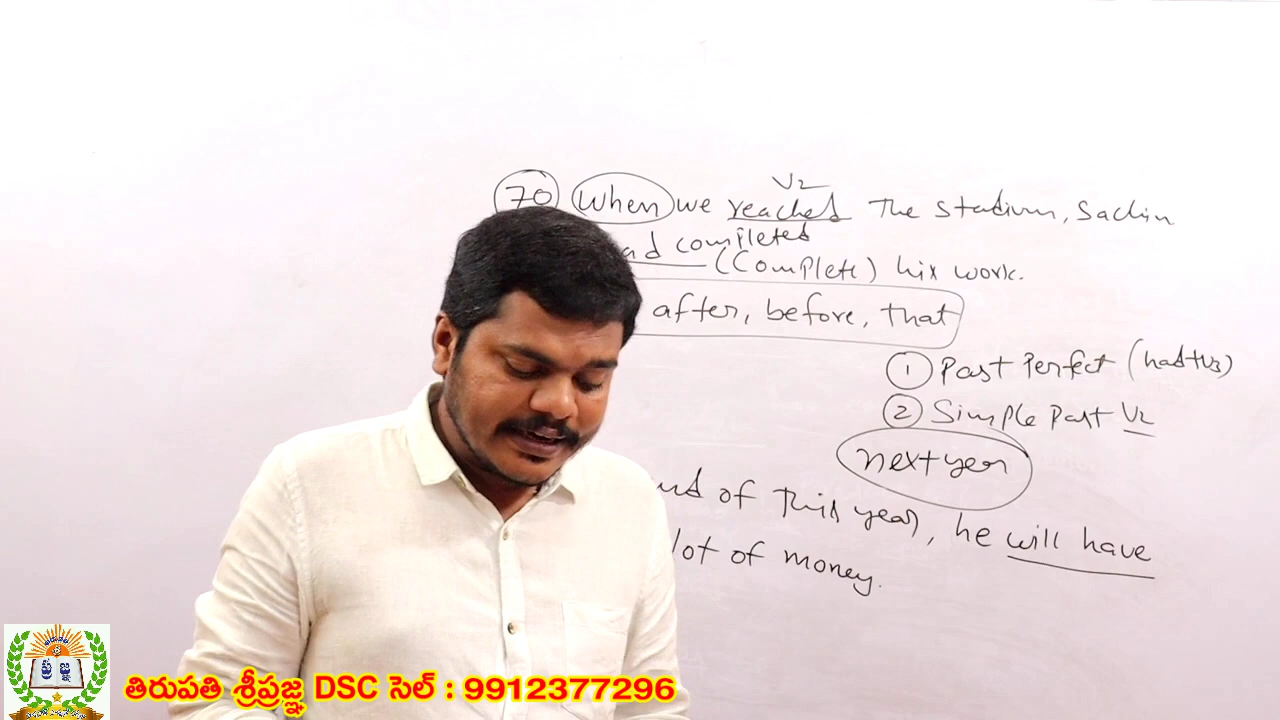 V2
70 When we reached The Stadium, Sachin
ad completed
(Complete) his work.
after, before, that
1 Past Perfect (had+V3)
2 Simple Past V2
next year
end of This year, he will have
lot of money.
తిరుపతి శ్రీప్రజ్ఞ DSC సెల్ : 9912377296